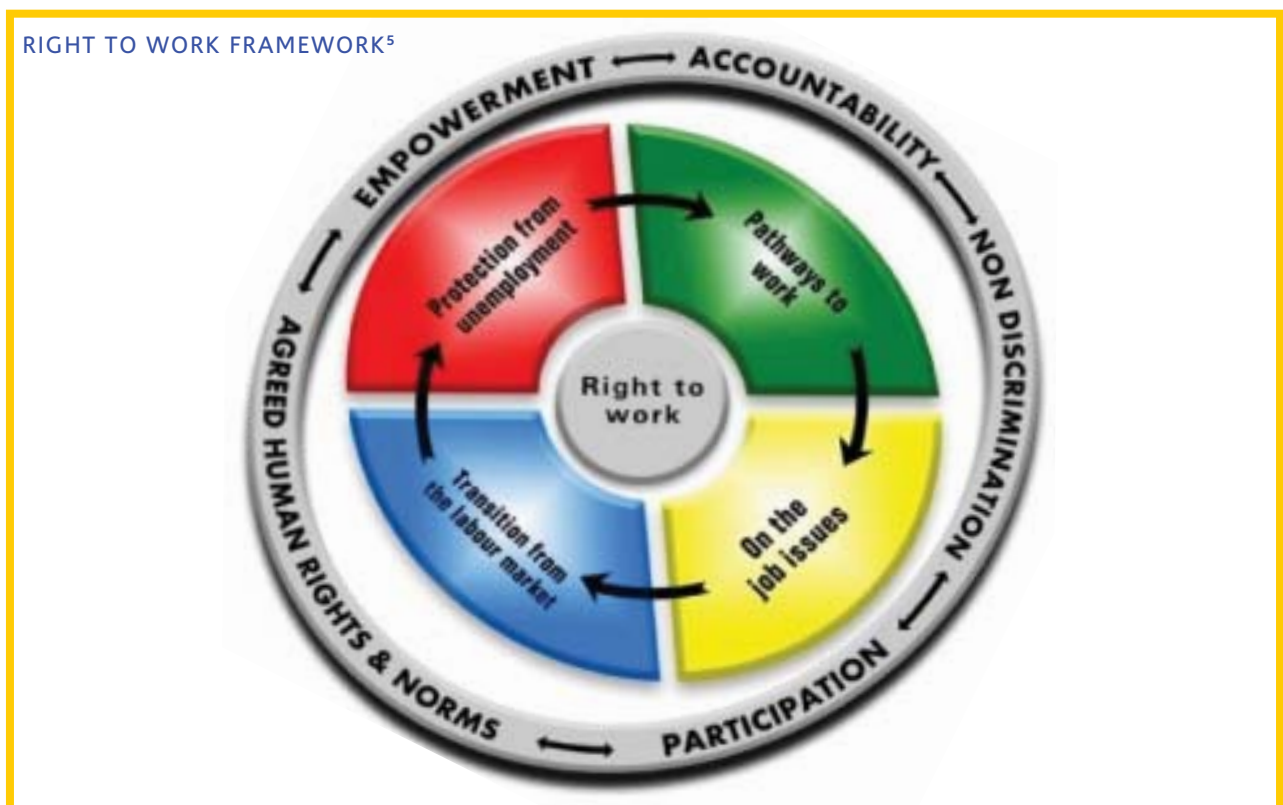 RIGHT TO WORK FRAMEWORK⁵
EMPOWERMENT
ACCOUNTABILITY
NON DISCRIMINATION
PARTICIPATION
AGREED HUMAN RIGHTS & NORMS
Protection from
unemployment
Pathways to
work
On the
job issues
Transition from
the labour market
Right to
work